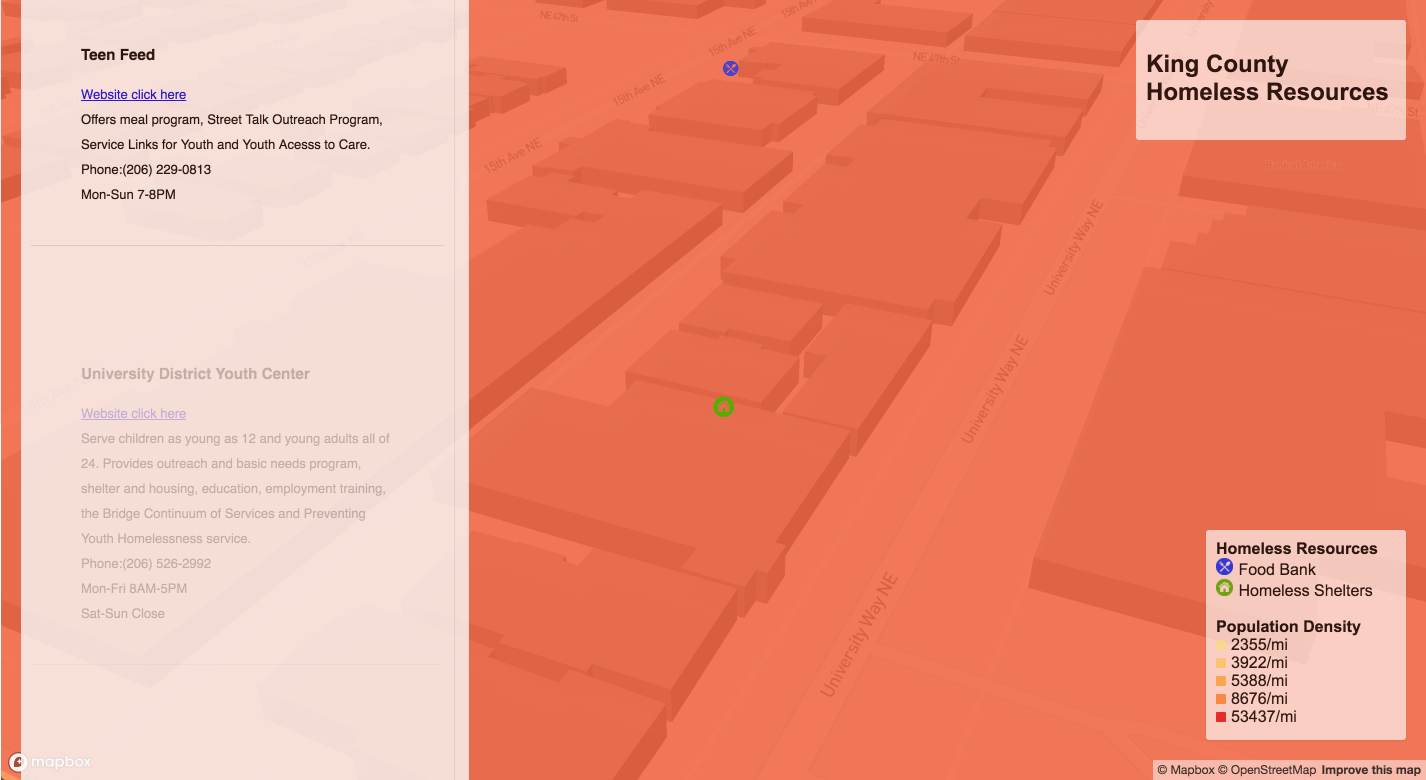 Teen Feed
Website click here
Offers meal program, Street Talk Outreach Program,
Service Links for Youth and Youth Acesss to Care.
Phone:(206) 229-0813
Mon-Sun 7-8PM
University District Youth Center
Website click here
Serve children as young as 12 and young adults all of
24. Provides outreach and basic needs program,
shelter and housing, education, employment training,
the Bridge Continuum of Services and Preventing
Youth Homelessness service.
Phone:(206) 526-2992
Mon-Fri 8AM-5PM
Sat-Sun Close
mapbox
NE 47th St
15th Ave NE
15th Ave NE
15th Ave NE
15th Ave NE
NE 47th St
University Way NE
University Way NE
University Way NE
Bank of America
King County
Homeless Resources
Homeless Resources
Food Bank
Homeless Shelters
Population Density
2355/mi
3922/mi
5388/mi
8676/mi
53437/mi
© Mapbox © OpenStreetMap Improve this map